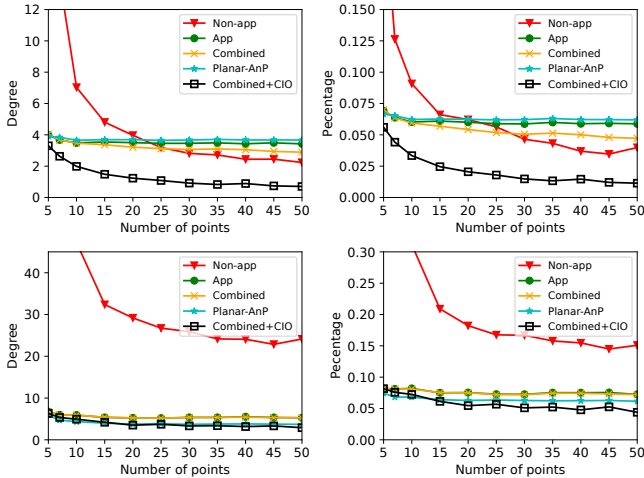 12
10
8
6
4
2
0
Degree
5 10 15 20 25 30 35 40 45 50
Number of points
Non-app
App
Combined
Planar-AnP
Combined+CIO
0.150
0.125
0.100
0.075
0.050
0.025
0.000
Pecentage
5 10 15 20 25 30 35 40 45 50
Number of points
Non-app
App
Combined
Planar-AnP
Combined+CIO
40
30
20
10
0
Degree
5 10 15 20 25 30 35 40 45 50
Number of points
Non-app
App
Combined
Planar-AnP
Combined+CIO
0.30
0.25
0.20
0.15
0.10
0.05
0.00
Pecentage
5 10 15 20 25 30 35 40 45 50
Number of points
Non-app
App
Combined
Planar-AnP
Combined+CIO